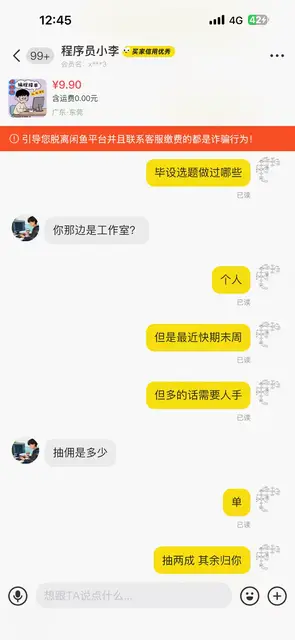 12:45
4G
42
99+
程序员小李
买家信用优秀
会员名：x***3
编程接单
¥9.90
含运费0.00元
广东·东莞
引导您脱离闲鱼平台并且联系客服缴费的都是诈骗行为！
毕设选题做过哪些
已读
你那边是工作室？
个人
已读
但是最近快期末周
已读
但多的话需要人手
已读
抽佣是多少
单
已读
抽两成 其余归你
想跟TA说点什么...